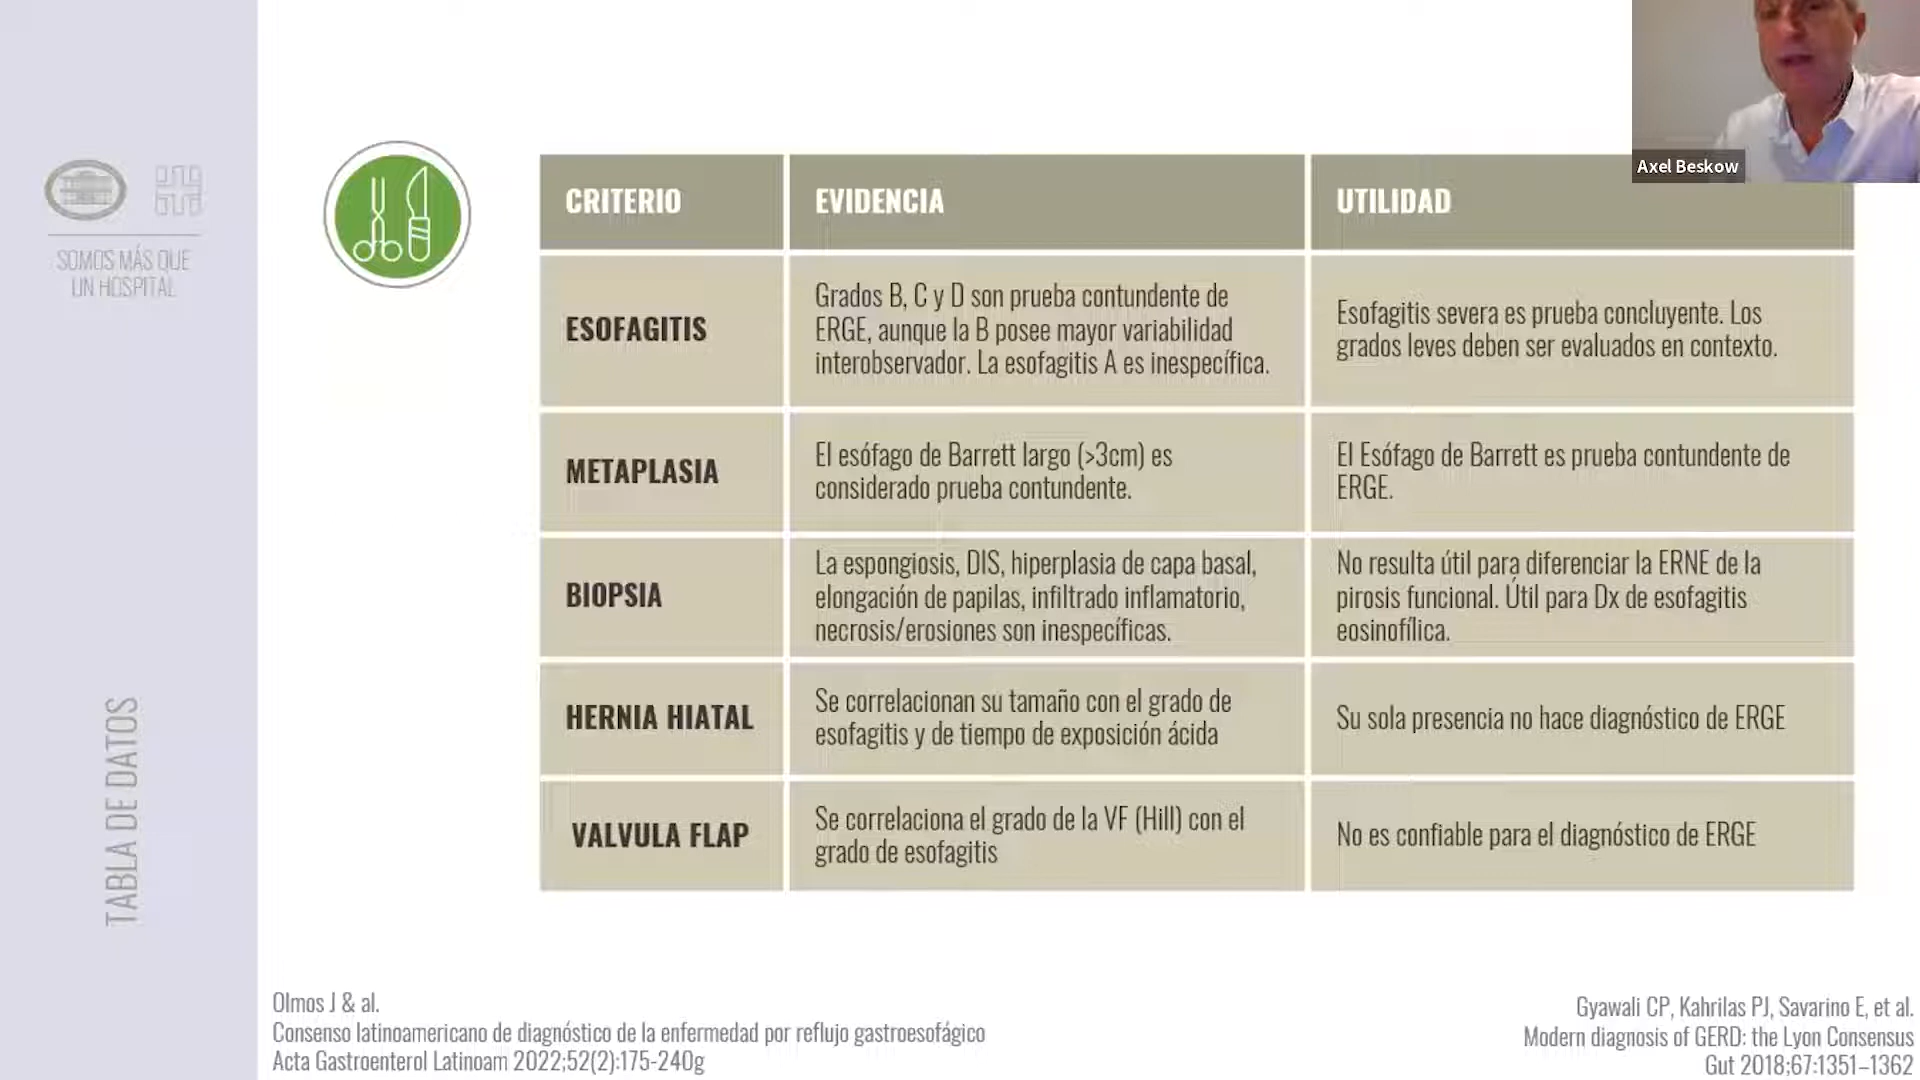 Axel Beskow
SOMOS MÁS QUE
UN HOSPITAL
TABLA DE DATOS
CRITERIO
EVIDENCIA
UTILIDAD
ESOFAGITIS
Grados B, C y D son prueba contundente de
ERGE, aunque la B posee mayor variabilidad
interobservador. La esofagitis A es inespecífica.
Esofagitis severa es prueba concluyente. Los
grados leves deben ser evaluados en contexto.
METAPLASIA
El esófago de Barrett largo (>3cm) es
considerado prueba contundente.
El Esófago de Barrett es prueba contundente de
ERGE.
BIOPSIA
La espongiosis, DIS, hiperplasia de capa basal,
elongación de papilas, infiltrado inflamatorio,
necrosis/erosiones son inespecíficas.
No resulta útil para diferenciar la ERNE de la
pirosis funcional. Útil para Dx de esofagitis
eosinofílica.
HERNIA HIATAL
Se correlacionan su tamaño con el grado de
esofagitis y de tiempo de exposición ácida
Su sola presencia no hace diagnóstico de ERGE
VALVULA FLAP
Se correlaciona el grado de la VF (Hill) con el
grado de esofagitis
No es confiable para el diagnóstico de ERGE
Olmos J & al.
Consenso latinoamericano de diagnóstico de la enfermedad por reflujo gastroesofágico
Acta Gastroenterol Latinoam 2022;52(2):175-240g
Gyawali CP, Kahrilas PJ, Savarino E, et al.
Modern diagnosis of GERD: the Lyon Consensus
Gut 2018;67:1351–1362